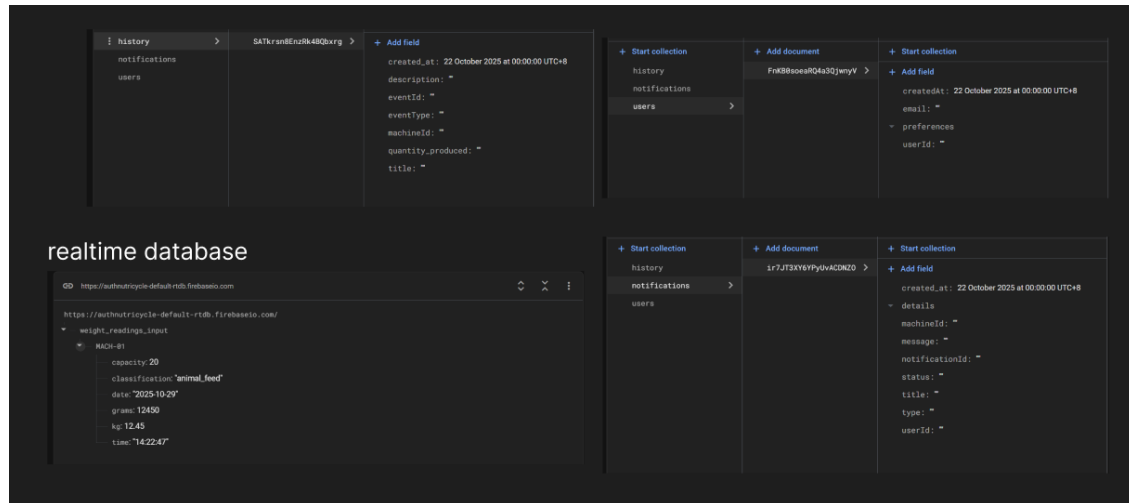 history
SATkrsn8EnzRk48Qbxrg
+ Add field
notifications
users
created_at: 22 October 2025 at 00:00:00 UTC+8
description: ""
eventId: ""
eventType: ""
machineId: ""
quantity_produced: ""
title: ""
+ Start collection
+ Add document
+ Start collection
history
FnKB0soeaRQ4a3QjwnyV
+ Add field
notifications
users
createdAt: 22 October 2025 at 00:00:00 UTC+8
email: ""
preferences
userId: ""
realtime database
https://authnutricycle-default-rtdb.firebaseio.com
https://authnutricycle-default-rtdb.firebaseio.com/
weight_readings_input
MACH-01
capacity: 20
classification: "animal_feed"
date: "2025-10-29"
grams: 12450
kg: 12.45
time: "14:22:47"
+ Start collection
+ Add document
+ Start collection
history
ir7JT3XY6YPyUvACDNZO
+ Add field
notifications
users
created_at: 22 October 2025 at 00:00:00 UTC+8
details
machineId: ""
message: ""
notificationId: ""
status: ""
title: ""
type: ""
userId: ""